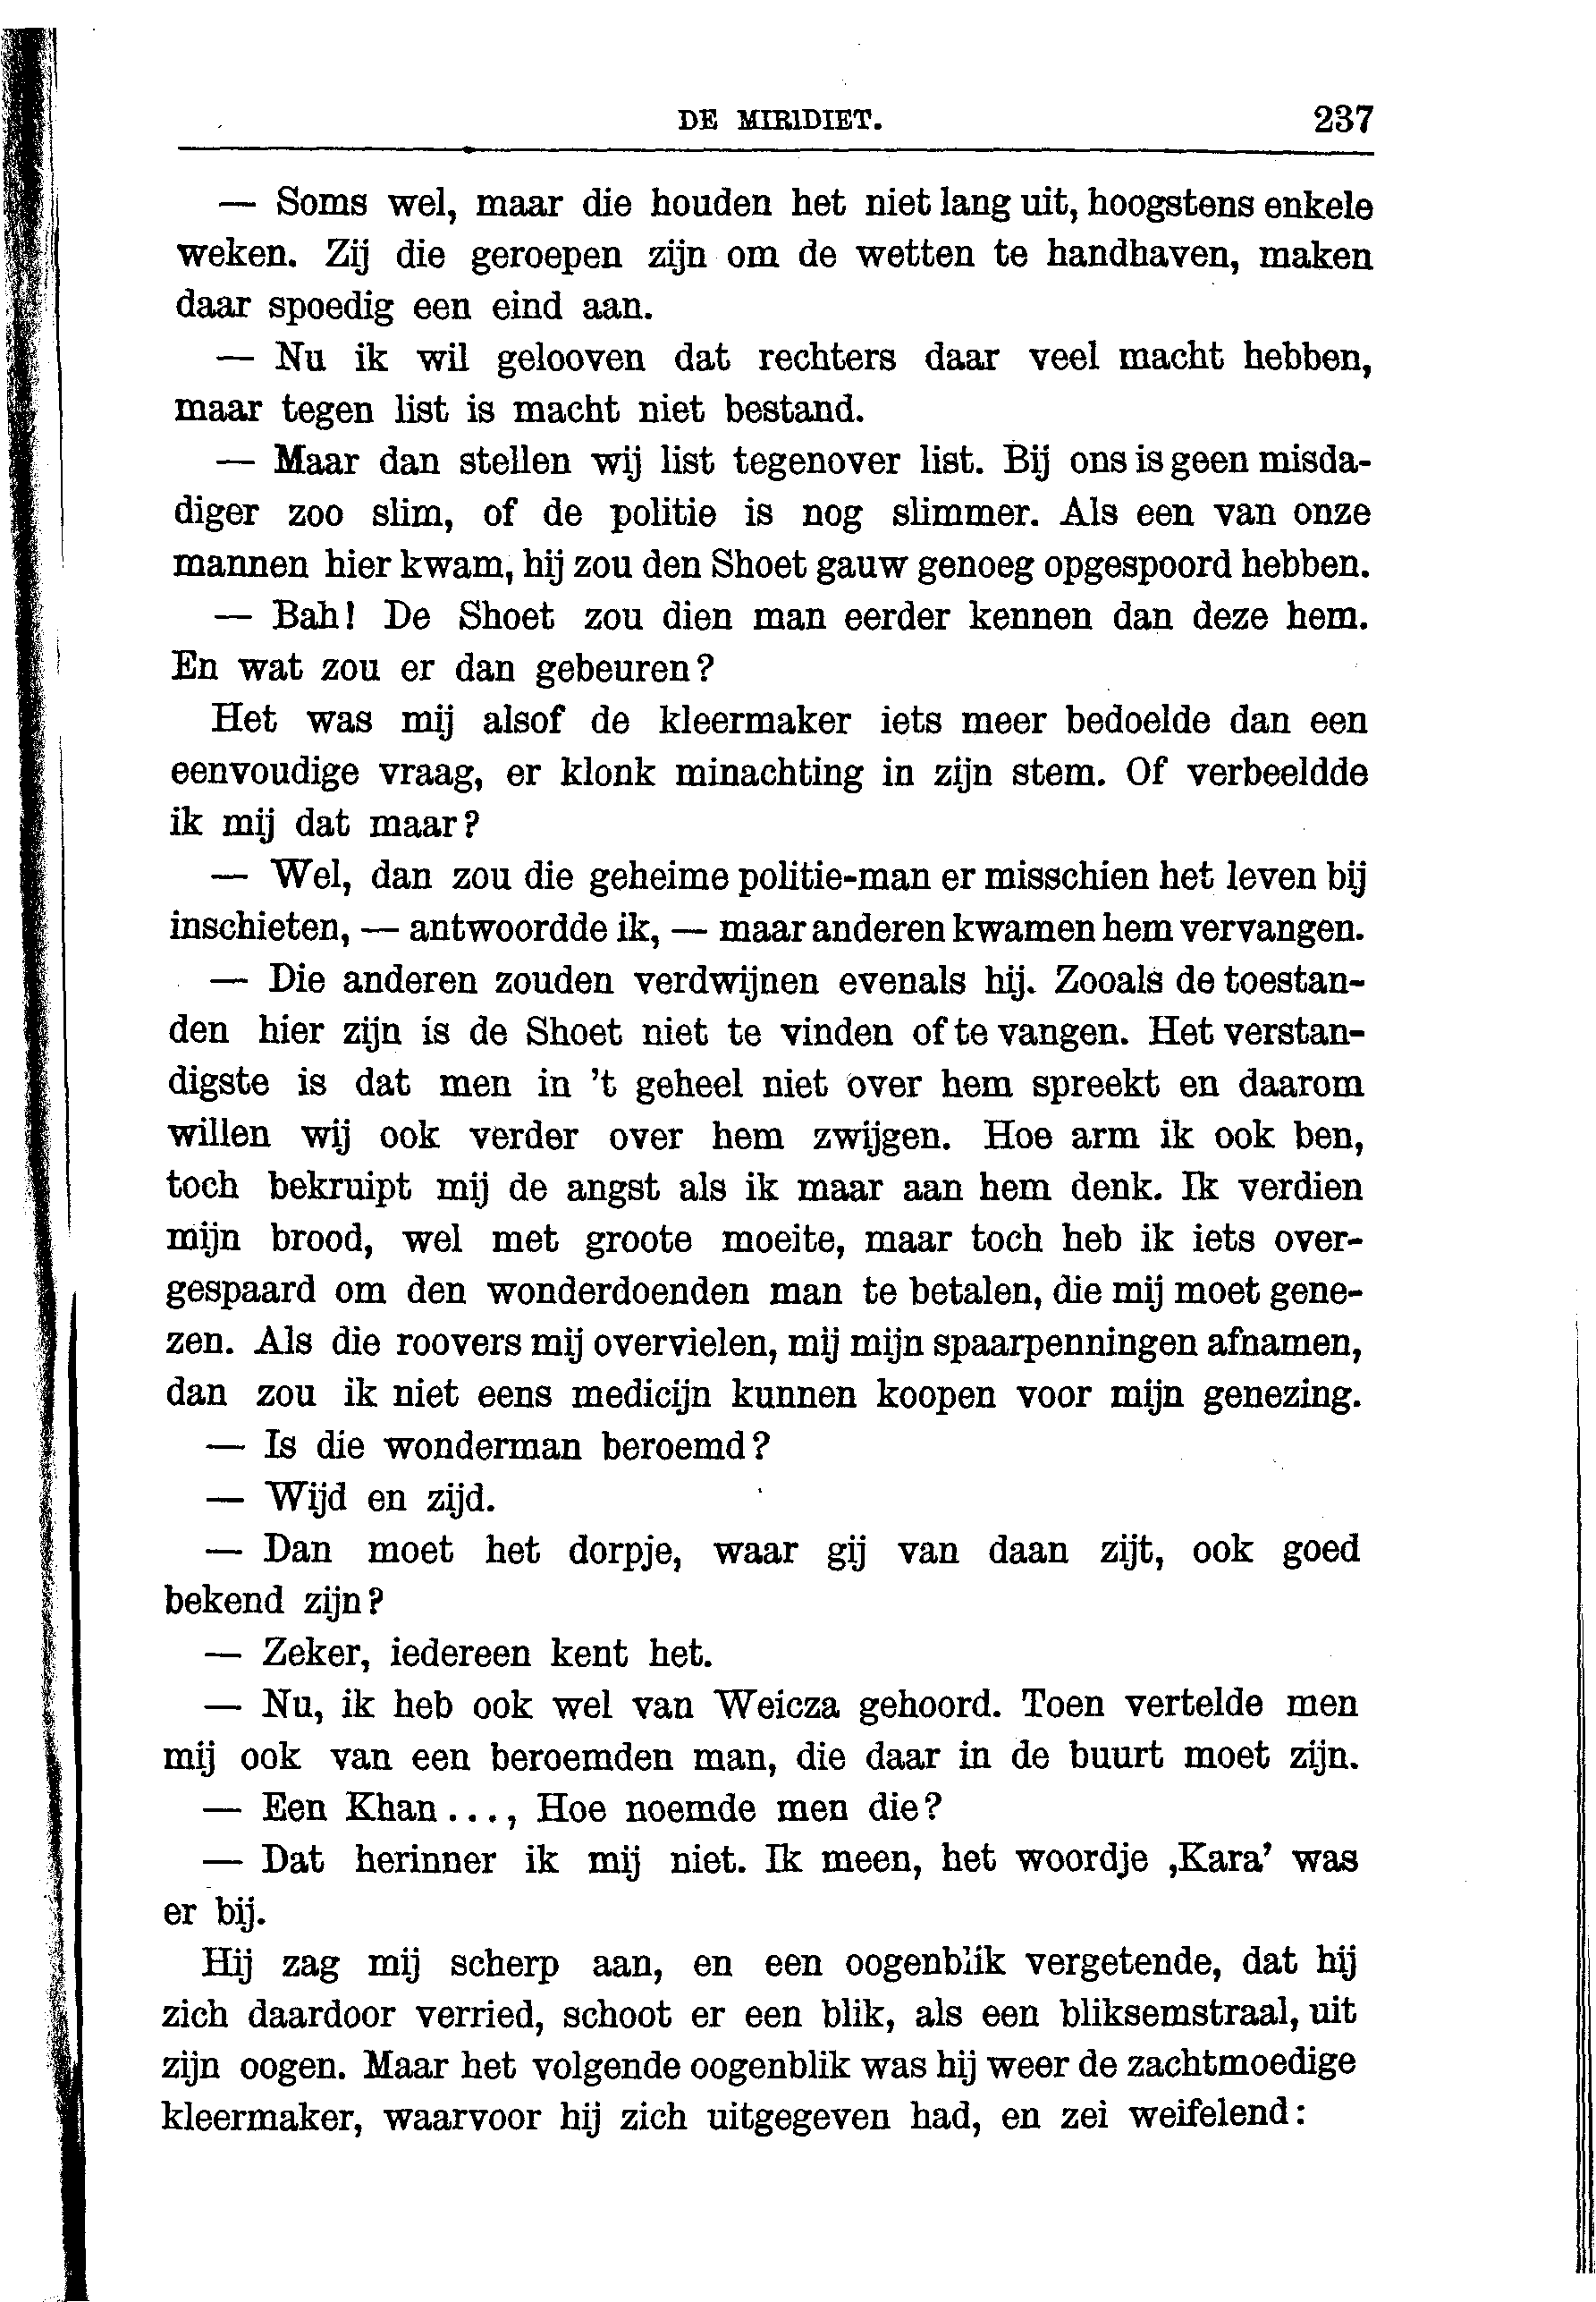 DE MIRIDIET. 237
— Soms wel, maar die houden het niet lang uit, hoogstens enkele
weken. Zij die geroepen zijn om de wetten te handhaven, maken
daar spoedig een eind aan.
— Nu ik wil gelooven dat rechters daar veel macht hebben,
maar tegen list is macht niet bestand.
— Maar dan stellen wij list tegenover list. Bij ons is geen misda-
diger zoo slim, of de politie is nog slimmer. Als een van onze
mannen hier kwam, hij zou den Shoet gauw genoeg opgespoord hebben.
— Bah! De Shoet zou dien man eerder kennen dan deze hem.
En wat zou er dan gebeuren?
Het was mij alsof de kleermaker iets meer bedoelde dan een
eenvoudige vraag, er klonk minachting in zijn stem. Of verbeeldde
ik mij dat maar?
— Wel, dan zou die geheime politie-man er misschien het leven bij
inschieten, — antwoordde ik, — maar anderen kwamen hem vervangen.
— Die anderen zouden verdwijnen evenals hij. Zooals de toestan-
den hier zijn is de Shoet niet te vinden of te vangen. Het verstan-
digste is dat men in 't geheel niet over hem spreekt en daarom
willen wij ook verder over hem zwijgen. Hoe arm ik ook ben,
toch bekruipt mij de angst als ik maar aan hem denk. Ik verdien
mijn brood, wel met groote moeite, maar toch heb ik iets over-
gespaard om den wonderdoenden man te betalen, die mij moet gene-
zen. Als die roovers mij overvielen, mij mijn spaarpenningen afnamen,
dan zou ik niet eens medicijn kunnen koopen voor mijn genezing.
— Is die wonderman beroemd?
— Wijd en zijd.
— Dan moet het dorpje, waar gij van daan zijt, ook goed
bekend zijn?
— Zeker, iedereen kent het.
— Nu, ik heb ook wel van Weicza gehoord. Toen vertelde men
mij ook van een beroemden man, die daar in de buurt moet zijn.
— Een Khan..., Hoe noemde men die?
— Dat herinner ik mij niet. Ik meen, het woordje ‚Kara’ was
er bij.
Hij zag mij scherp aan, en een oogenblik vergetende, dat hij
zich daardoor verried, schoot er een blik, als een bliksemstraal, uit
zijn oogen. Maar het volgende oogenblik was hij weer de zachtmoedige
kleermaker, waarvoor hij zich uitgegeven had, en zei weifelend: